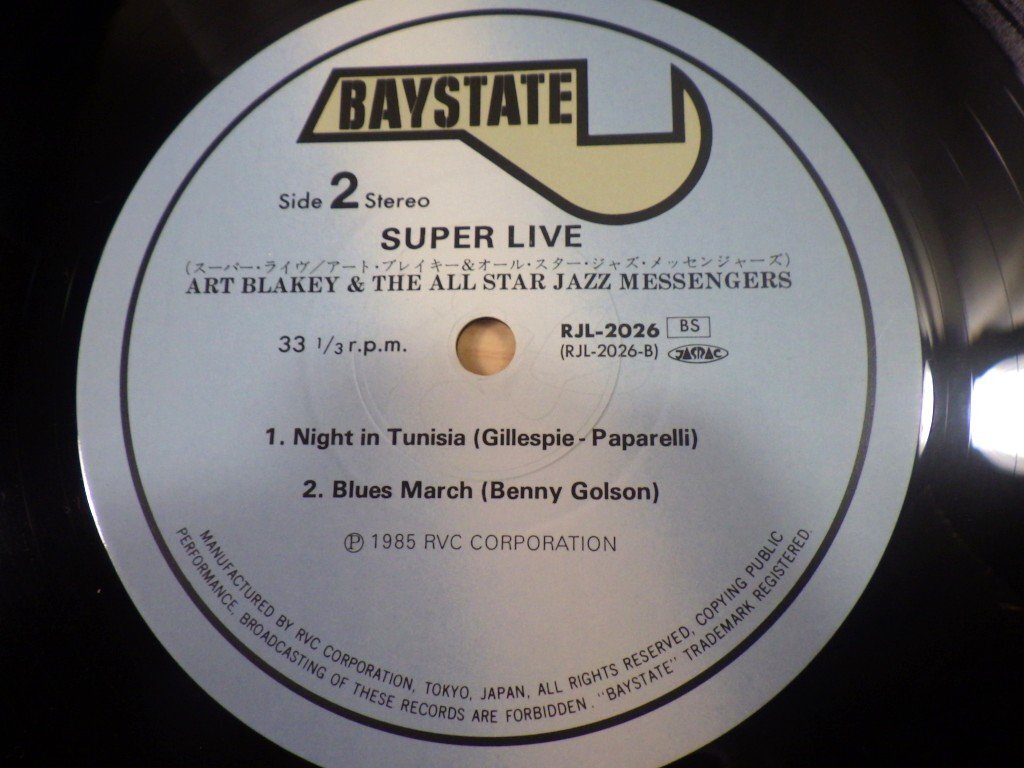 BAYSTATE
Side 2 Stereo
SUPER LIVE
(スーパー・ライヴ/アート・ブレイキー&オール・スター・ジャズ・メッセンジャーズ)
ART BLAKEY & THE ALL STAR JAZZ MESSENGERS
33 1/3 r.p.m.
RJL-2026 BS
(RJL-2026-B) JASRAC
1. Night in Tunisia (Gillespie - Paparelli)
2. Blues March (Benny Golson)
Ⓟ 1985 RVC CORPORATION
MANUFACTURED BY RVC CORPORATION, TOKYO, JAPAN, ALL RIGHTS RESERVED, COPYING PUBLIC
PERFORMANCE, BROADCASTING OF THESE RECORDS ARE FORBIDDEN. "BAYSTATE" TRADEMARK REGISTERED